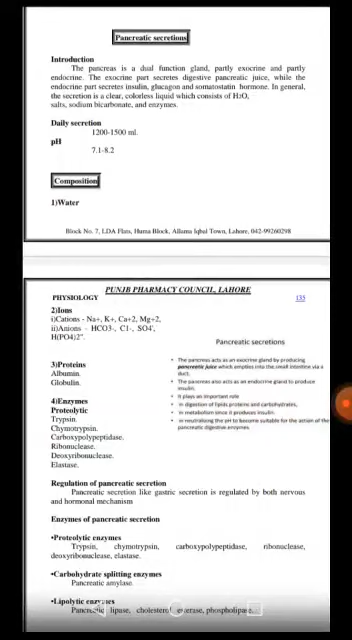 Pancreatic secretions
Introduction
The pancreas is a dual function gland, partly exocrine and partly
endocrine. The exocrine part secretes digestive pancreatic juice, while the
endocrine part secretes insulin, glucagon and somatostatin hormone. In general,
the secretion is a clear, colorless liquid which consists of H2O,
salts, sodium bicarbonate, and enzymes.
Daily secretion
1200-1500 ml.
pH
7.1-8.2
Composition
1)Water
Block No. 7, LDA Flats, Huma Block, Allama Iqbal Town, Lahore, 042-99260298
PUNJB PHARMACY COUNCIL, LAHORE
PHYSIOLOGY
135
2)Ions
i)Cations - Na+, K+, Ca+2, Mg+2,
ii)Anions - HCO3-, C1-, SO4',
H(PO4)2".
Pancreatic secretions
• The pancreas acts as an exocrine gland by producing
pancreatic juice which empties into the small intestine via a
duct.
• The pancreas also acts as an endocrine gland to produce
insulin.
• It plays an important role
• in digestion of lipids proteins and carbohydrates,
• in metabolism since it produces insulin.
• in neutralising the pH to become suitable for the action of the
pancreatic digestive enzymes.
3)Proteins
Albumin.
Globulin.
4)Enzymes
Proteolytic
Trypsin.
Chymotrypsin.
Carboxypolypeptidase.
Ribonuclease.
Deoxyribonuclease.
Elastase.
Regulation of pancreatic secretion
Pancreatic secretion like gastric secretion is regulated by both nervous
and hormonal mechanism
Enzymes of pancreatic secretion
•Proteolytic enzymes
Trypsin, chymotrypsin, carboxypolypeptidase, ribonuclease,
deoxyribonuclease, elastase.
•Carbohydrate splitting enzymes
Pancreatic amylase.
•Lipolytic enzymes
Pancreatic lipase, cholesterol esterase, phospholipase.